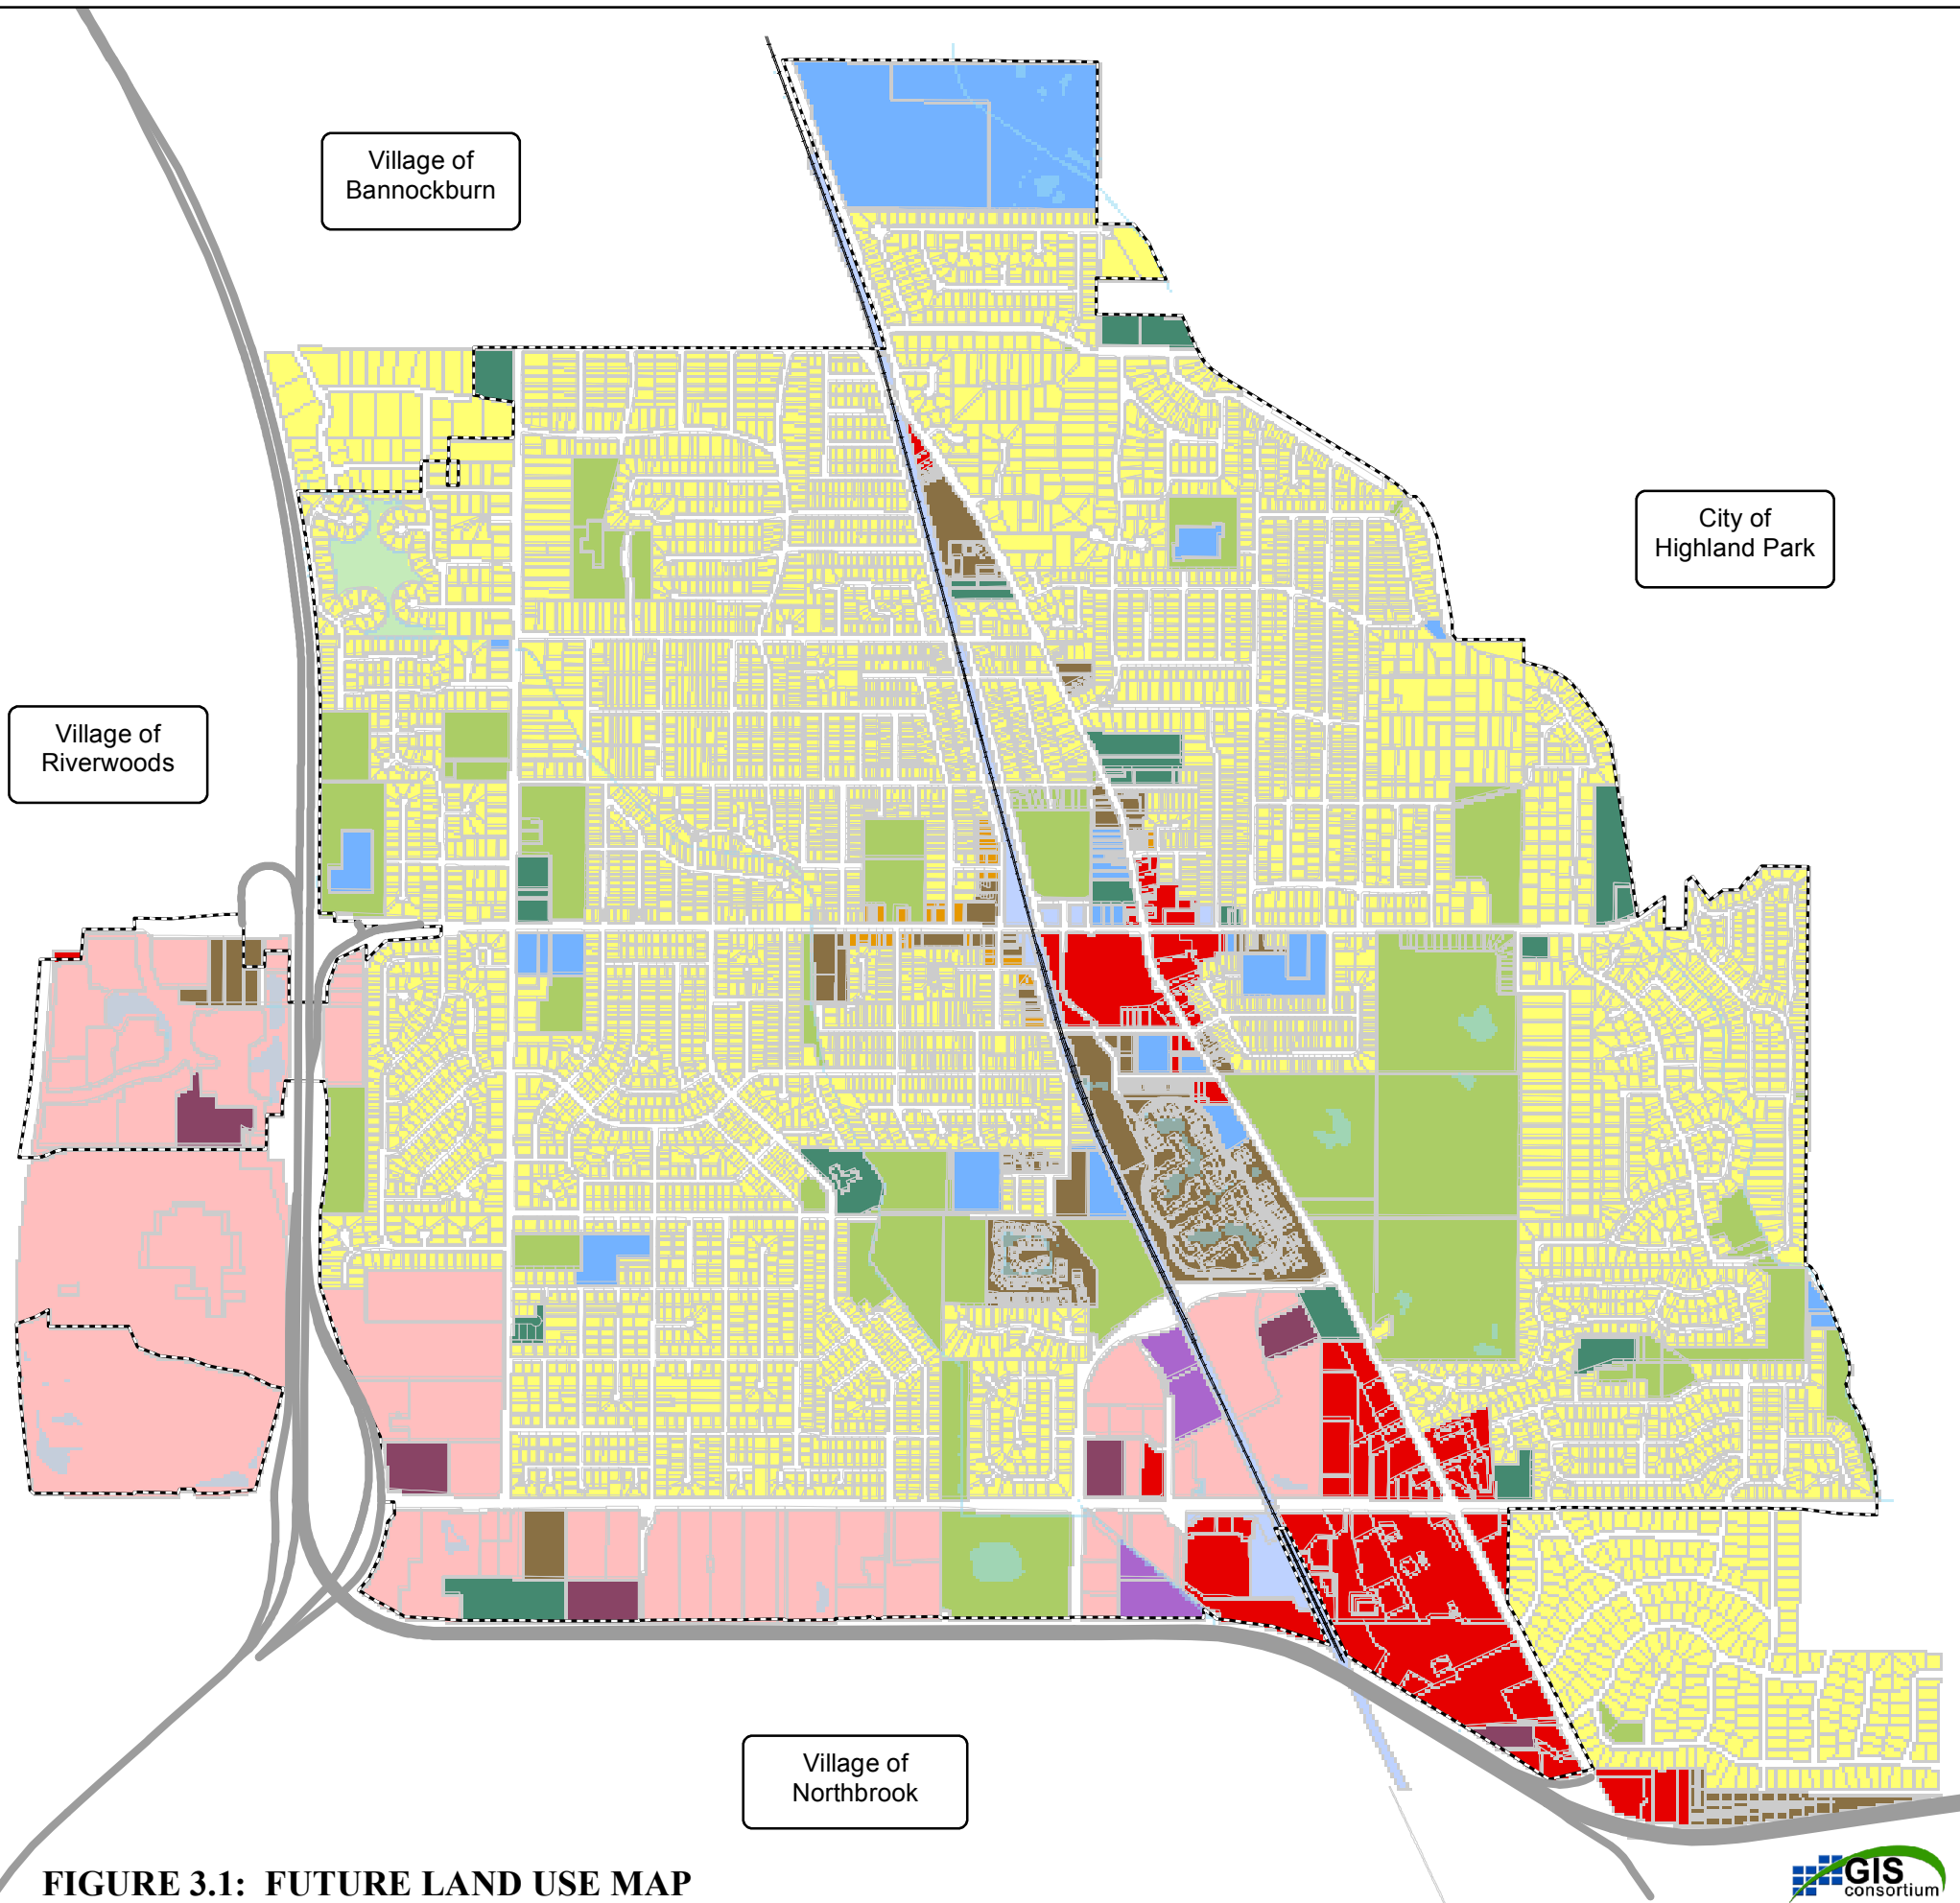 Village of
Bannockburn
City of
Highland Park
Village of
Riverwoods
Village of
Northbrook
FIGURE 3.1: FUTURE LAND USE MAP
GIS
consortium